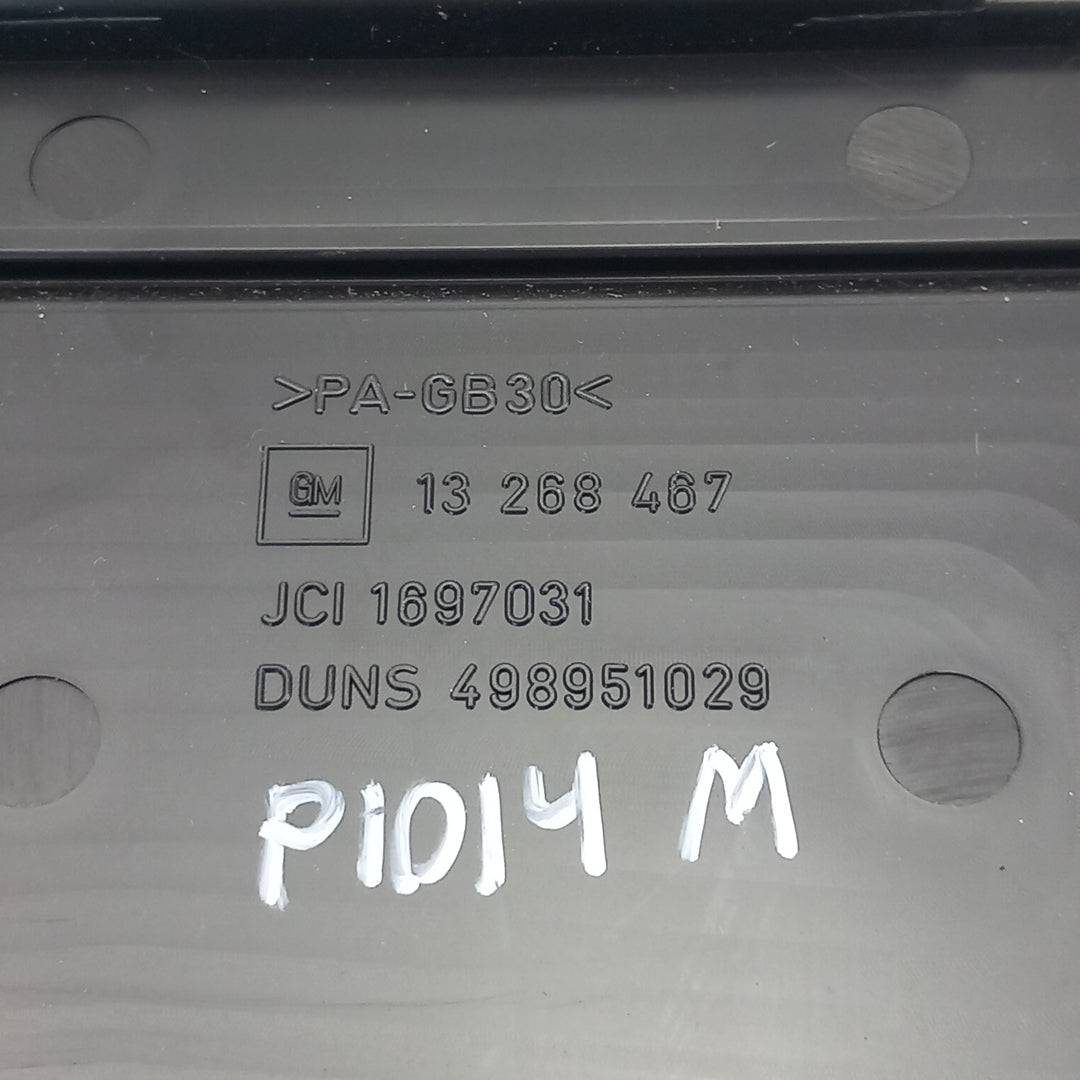 >PA-GB30<
GM 13 268 467
JCI 1697031
DUNS 498951029
P1014 M